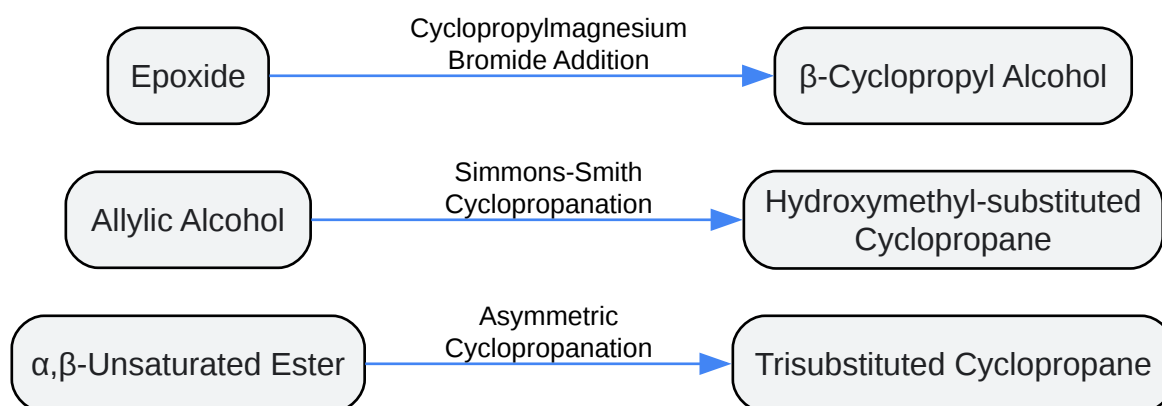 Cyclopropylmagnesium
Bromide Addition
Epoxide
β-Cyclopropyl Alcohol
Simmons-Smith
Cyclopropanation
Allylic Alcohol
Hydroxymethyl-substituted
Cyclopropane
Asymmetric
Cyclopropanation
α,β-Unsaturated Ester
Trisubstituted Cyclopropane